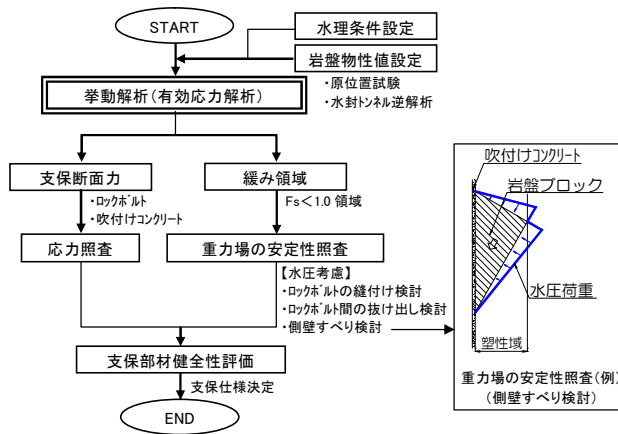 START
水理条件設定
岩盤物性値設定
・原位置試験
・水封トンネル逆解析
挙動解析(有効応力解析)
支保断面力
・ロックボルト
・吹付けコンクリート
緩み領域
Fs<1.0 領域
応力照査
重力場の安定性照査
【水圧考慮】
・ロックボルトの縫付け検討
・ロックボルト間の抜け出し検討
・側壁すべり検討
支保部材健全性評価
支保仕様決定
END
吹付けコンクリート
岩盤ブロック
水圧荷重
塑性域
重力場の安定性照査(例)
(側壁すべり検討)